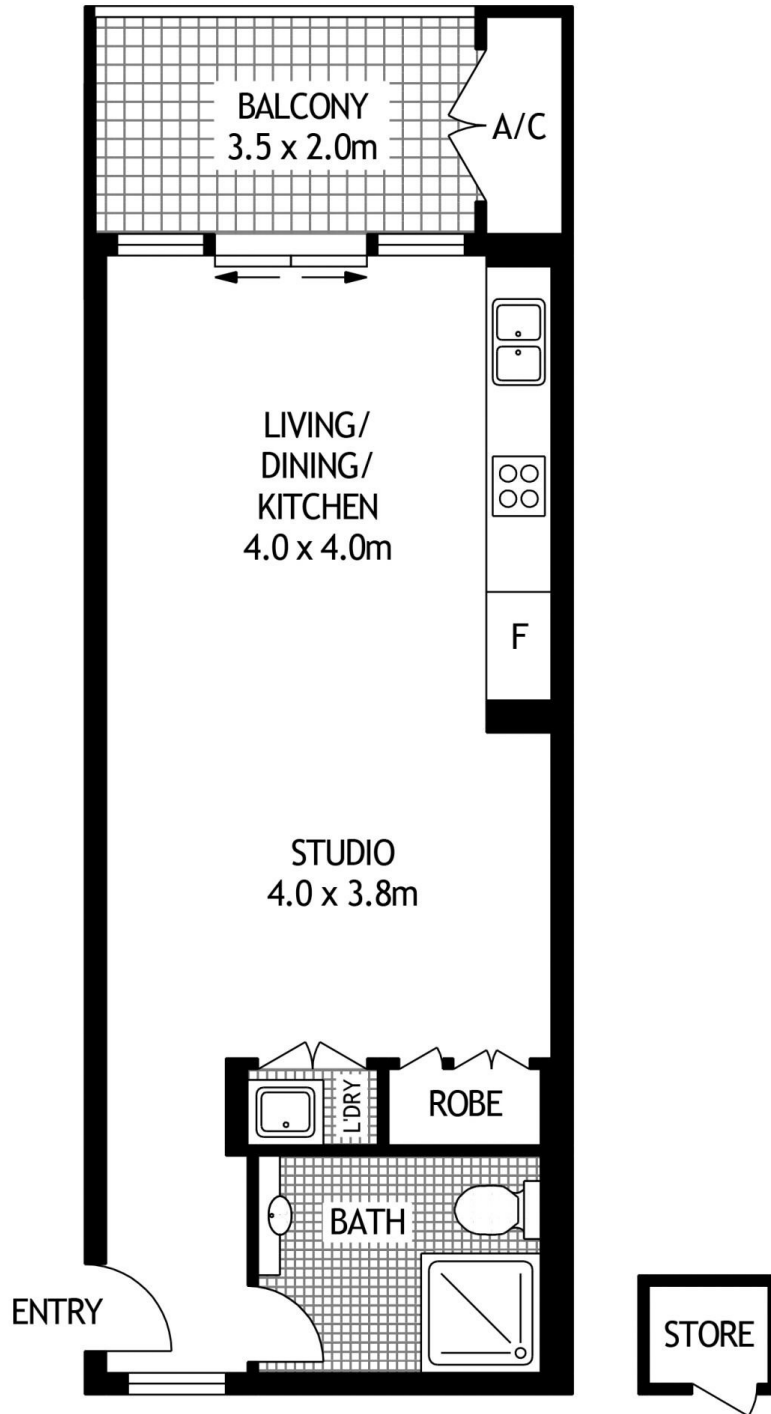 BALCONY
3.5 x 2.0m
A/C
LIVING/
DINING/
KITCHEN
4.0 x 4.0m
F
STUDIO
4.0 x 3.8m
L'DRY
ROBE
BATH
ENTRY
STORE